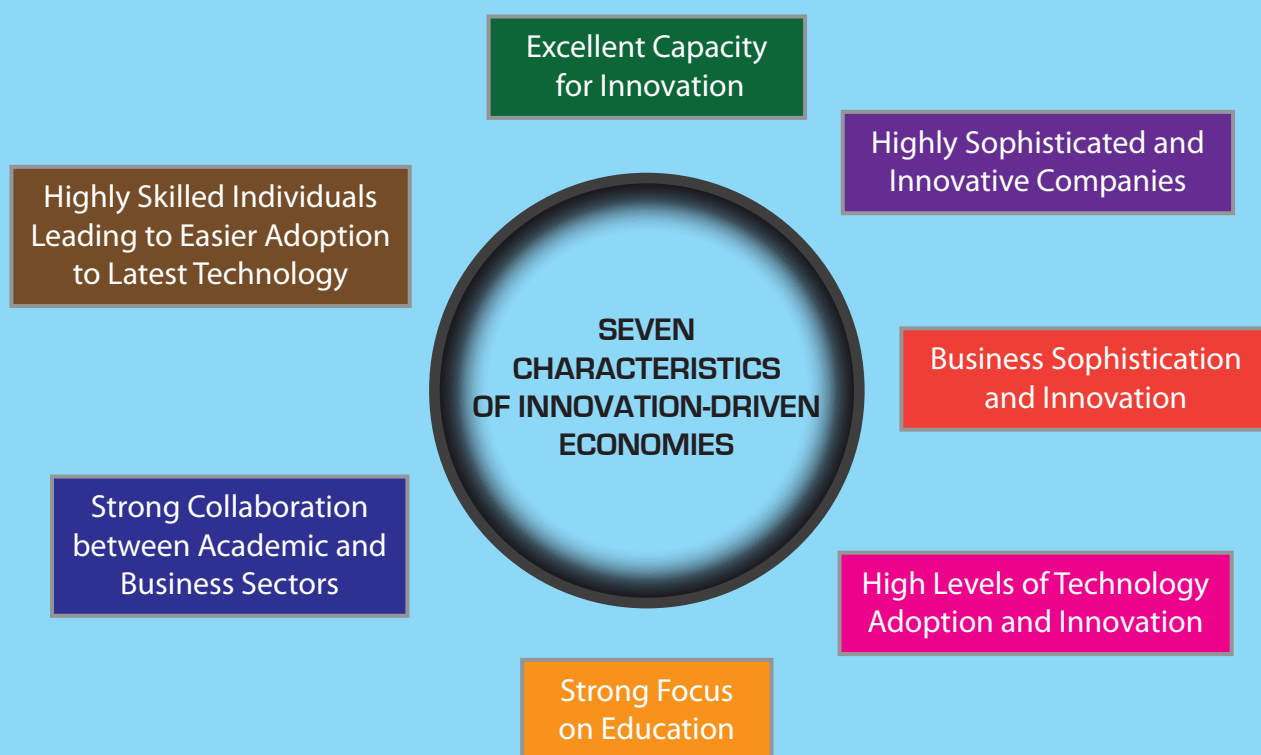 Excellent Capacity
for Innovation
Highly Sophisticated and
Innovative Companies
Highly Skilled Individuals
Leading to Easier Adoption
to Latest Technology
SEVEN
CHARACTERISTICS
OF INNOVATION-DRIVEN
ECONOMIES
Business Sophistication
and Innovation
Strong Collaboration
between Academic and
Business Sectors
High Levels of Technology
Adoption and Innovation
Strong Focus
on Education